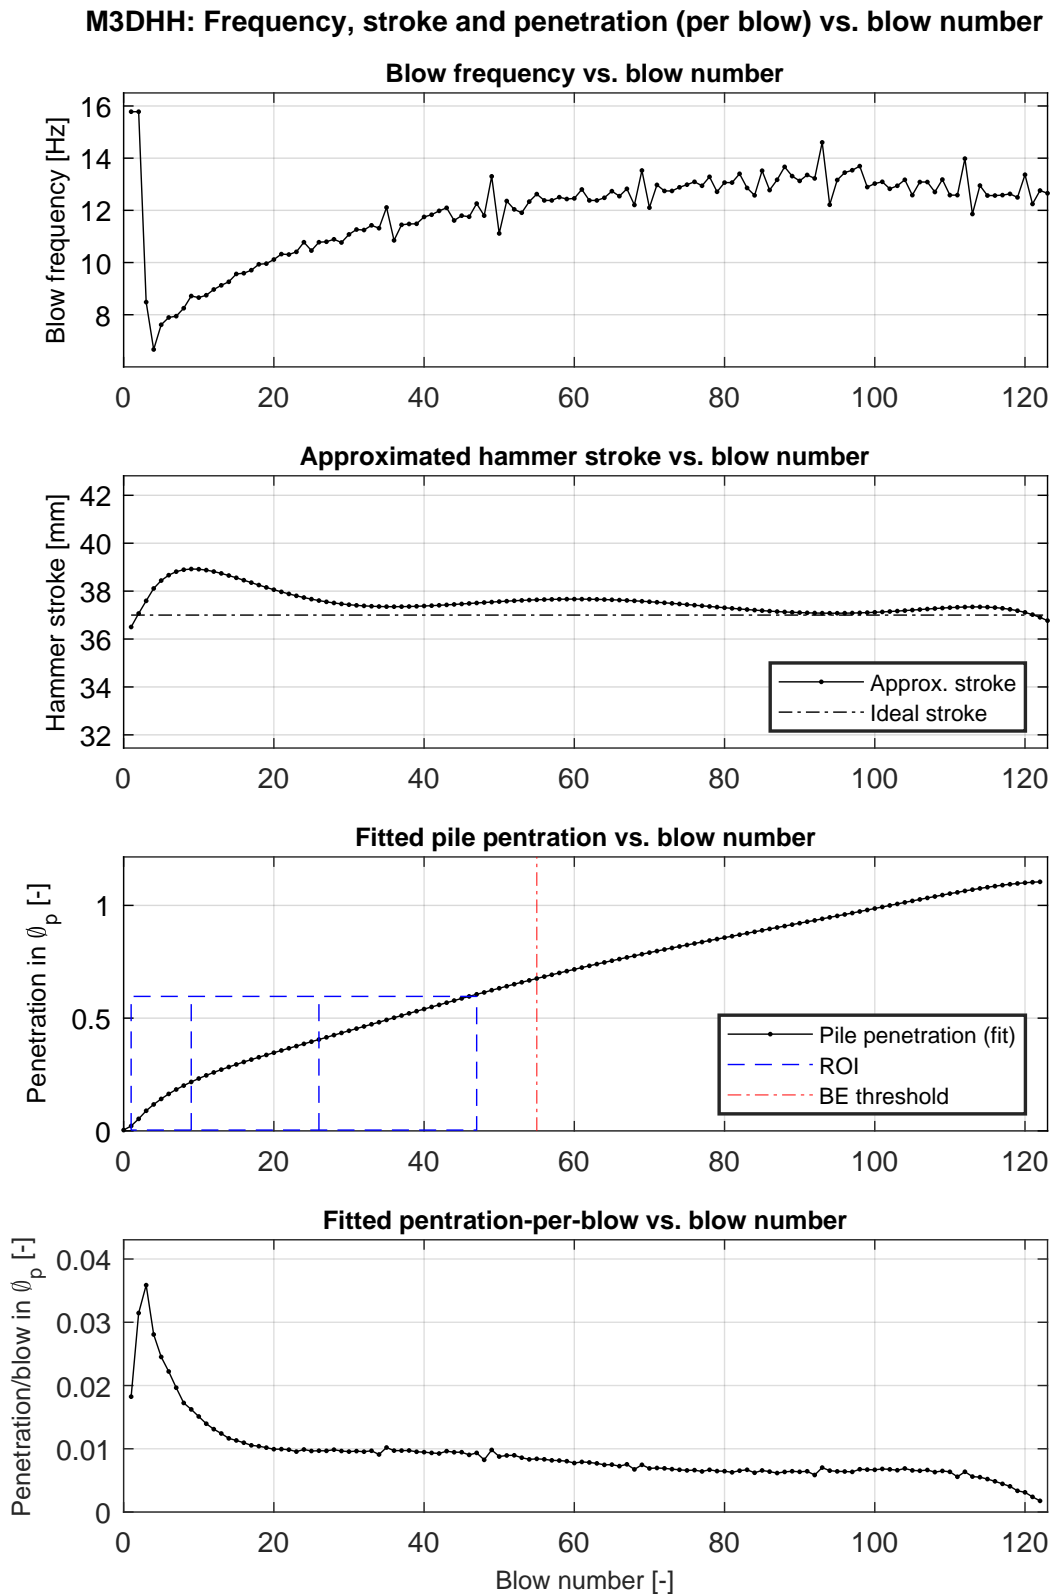 M3DHH: Frequency, stroke and penetration (per blow) vs. blow number
Blow frequency vs. blow number
Blow frequency [Hz]
16
14
12
10
8
0 20 40 60 80 100 120
Approximated hammer stroke vs. blow number
Hammer stroke [mm]
42
40
38
36
34
32
Approx. stroke
Ideal stroke
0 20 40 60 80 100 120
Fitted pile pentration vs. blow number
Penetration in ∅p [-]
1
0.5
0
Pile penetration (fit)
ROI
BE threshold
0 20 40 60 80 100 120
Fitted pentration-per-blow vs. blow number
Penetration/blow in ∅p [-]
0.04
0.03
0.02
0.01
0
0 20 40 60 80 100 120
Blow number [-]